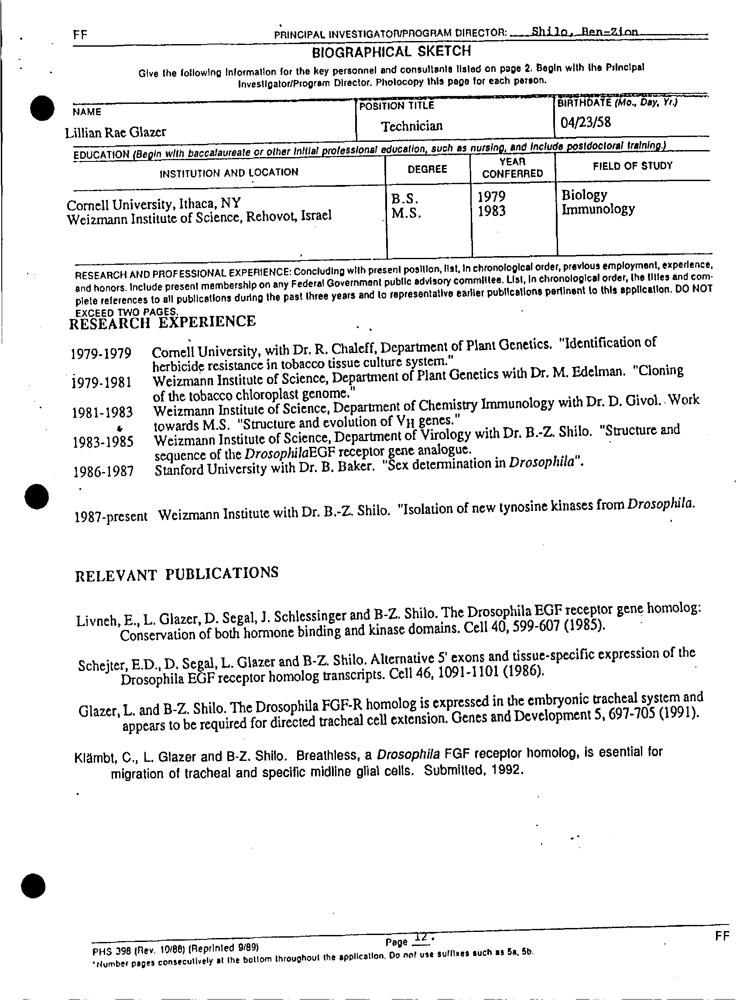 FF
PRINCIPAL INVESTIGATOR/PROGRAM DIRECTOR: Shilo, Ben-Zion
BIOGRAPHICAL SKETCH
Give the following information for the key personnel and consultants listed on page 2. Begin with the Principal
Investigator/Program Director. Photocopy this page for each person.
NAME
POSITION TITLE
BIRTHDATE (Mo., Day, Yr.)
Lillian Rae Glazer
Technician
04/23/58
EDUCATION (Begin with baccalaureate or other initial professional education, such as nursing, and include postdoctoral training.)
INSTITUTION AND LOCATION
DEGREE
YEAR
CONFERRED
FIELD OF STUDY
Cornell University, Ithaca, NY B.S. 1979 Biology
Weizmann Institute of Science, Rehovot, Israel M.S. 1983 Immunology
RESEARCH AND PROFESSIONAL EXPERIENCE: Concluding with present position, list, in chronological order, previous employment, experience,
and honors. Include present membership on any Federal Government public advisory committee. List, in chronological order, the titles and com-
plete references to all publications during the past three years and to representative earlier publications pertinent to this application. DO NOT
EXCEED TWO PAGES.
RESEARCH EXPERIENCE
1979-1979 Cornell University, with Dr. R. Chaleff, Department of Plant Genetics. "Identification of
herbicide resistance in tobacco tissue culture system."
1979-1981 Weizmann Institute of Science, Department of Plant Genetics with Dr. M. Edelman. "Cloning
of the tobacco chloroplast genome."
1981-1983 Weizmann Institute of Science, Department of Chemistry Immunology with Dr. D. Givol. Work
towards M.S. "Structure and evolution of VH genes."
1983-1985 Weizmann Institute of Science, Department of Virology with Dr. B.-Z. Shilo. "Structure and
sequence of the DrosophilaEGF receptor gene analogue.
1986-1987 Stanford University with Dr. B. Baker. "Sex determination in Drosophila".
1987-present Weizmann Institute with Dr. B.-Z. Shilo. "Isolation of new tynosine kinases from Drosophila.
RELEVANT PUBLICATIONS
Livneh, E., L. Glazer, D. Segal, J. Schlessinger and B-Z. Shilo. The Drosophila EGF receptor gene homolog:
Conservation of both hormone binding and kinase domains. Cell 40, 599-607 (1985).
Schejter, E.D., D. Segal, L. Glazer and B-Z. Shilo. Alternative 5' exons and tissue-specific expression of the
Drosophila EGF receptor homolog transcripts. Cell 46, 1091-1101 (1986).
Glazer, L. and B-Z. Shilo. The Drosophila FGF-R homolog is expressed in the embryonic tracheal system and
appears to be required for directed tracheal cell extension. Genes and Development 5, 697-705 (1991).
Klämbt, C., L. Glazer and B-Z. Shilo. Breathless, a Drosophila FGF receptor homolog, is esential for
migration of tracheal and specific midline glial cells. Submitted, 1992.
PHS 398 (Rev. 10/88) (Reprinted 9/89)
Page 12.
FF
*Number pages consecutively at the bottom throughout the application. Do not use suffixes such as 5a, 5b.